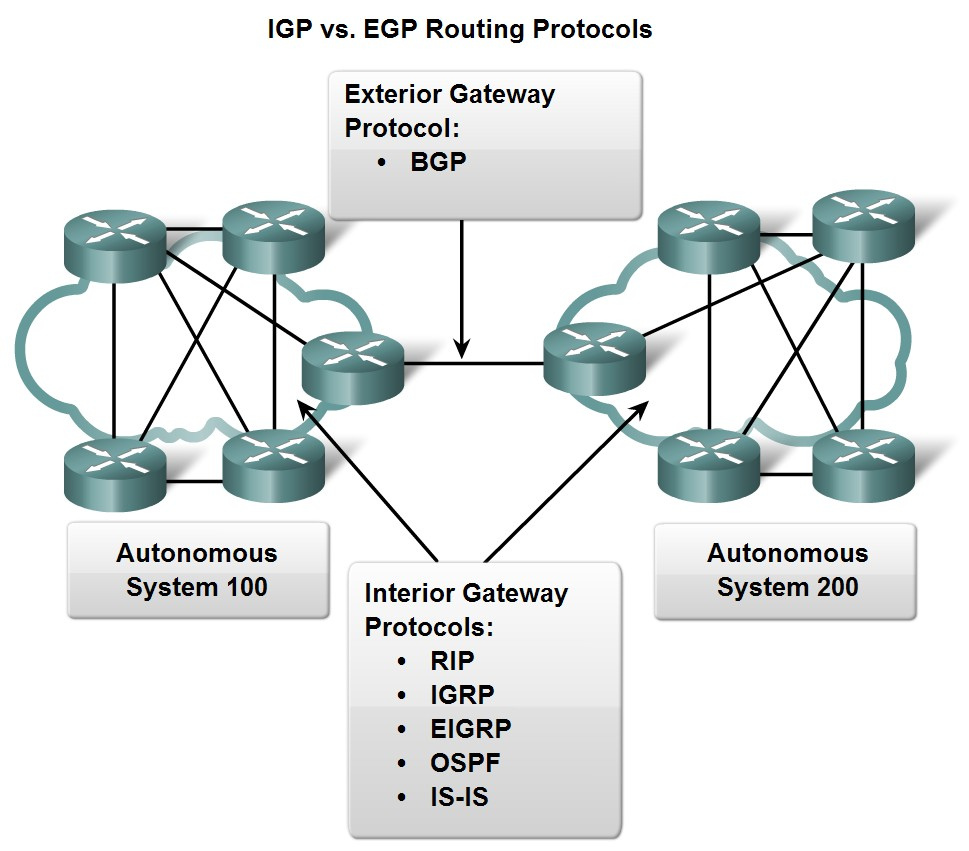 IGP vs. EGP Routing Protocols
Exterior Gateway
Protocol:
• BGP
Autonomous
System 100
Autonomous
System 200
Interior Gateway
Protocols:
• RIP
• IGRP
• EIGRP
• OSPF
• IS-IS